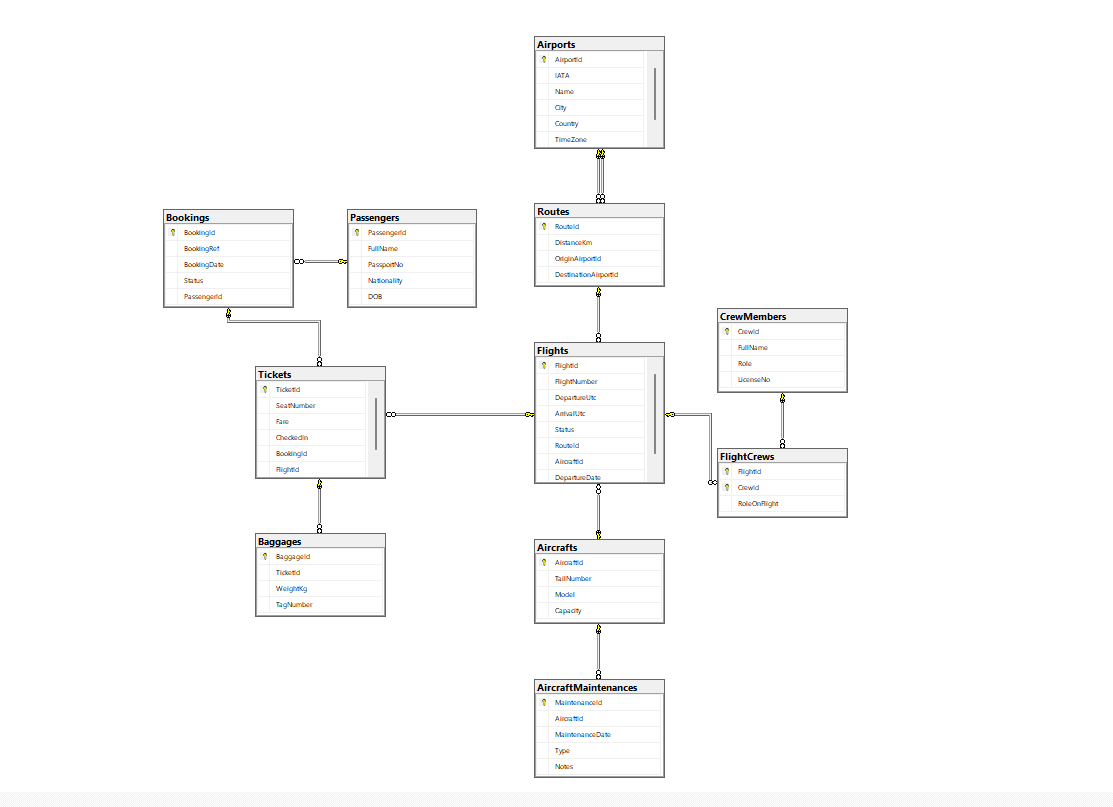 Airports
AirportId
IATA
Name
City
Country
TimeZone
Bookings
BookingId
BookingRef
BookingDate
Status
PassengerId
Passengers
PassengerId
FullName
PassportNo
Nationality
DOB
Routes
RouteId
DistanceKm
OriginAirportId
DestinationAirportId
CrewMembers
CrewId
FullName
Role
LicenseNo
Flights
FlightId
FlightNumber
DepartureUtc
ArrivalUtc
Status
RouteId
AircraftId
DepartureDate
Tickets
TicketId
SeatNumber
Fare
CheckedIn
BookingId
FlightId
FlightCrews
FlightId
CrewId
RoleOnFlight
Baggages
BaggageId
TicketId
WeightKg
TagNumber
Aircrafts
AircraftId
TailNumber
Model
Capacity
AircraftMaintenances
MaintenanceId
AircraftId
MaintenanceDate
Type
Notes